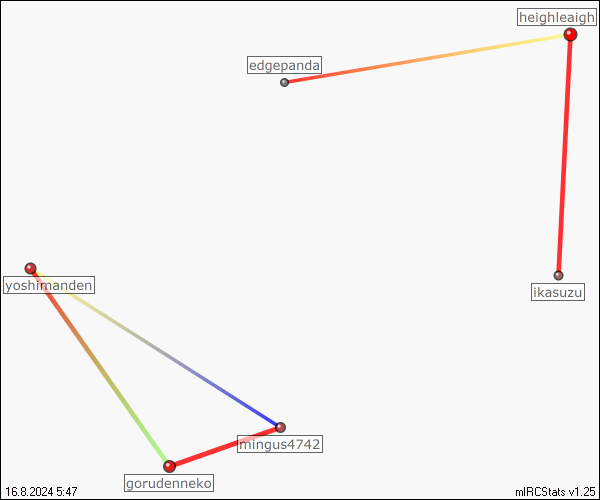 heighleaigh
edgepanda
yoshimanden
ikasuzu
mingus4742
gorudenneko
16.8.2024 5:47
mIRCStats v1.25